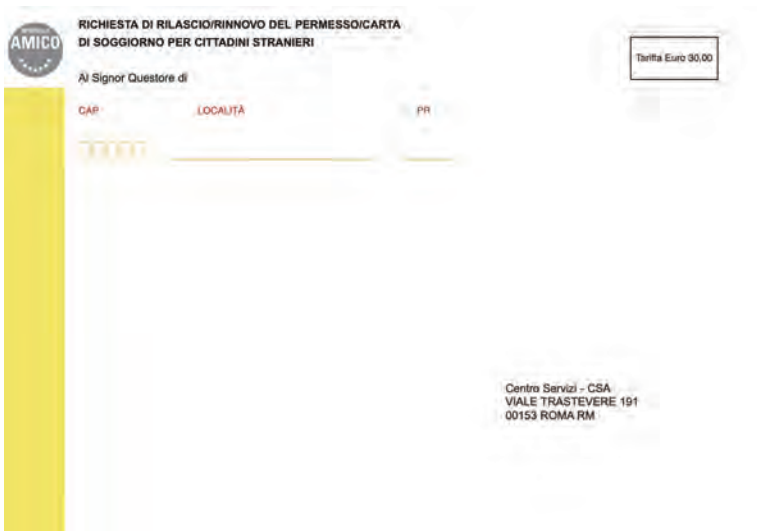 AMICO
RICHIESTA DI RILASCIO/RINNOVO DEL PERMESSO/CARTA
DI SOGGIORNO PER CITTADINI STRANIERI
Tariffa Euro 30,00
Al Signor Questore di
CAP LOCALITÀ PR
Centro Servizi - CSA
VIALE TRASTEVERE 191
00153 ROMA RM